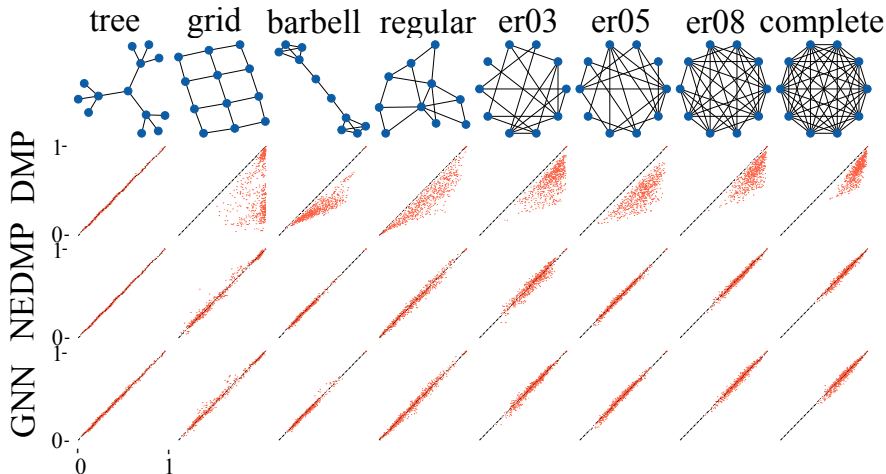 tree grid barbell regular er03 er05 er08 complete
DMP
1-
0-
NEDMP
1-
0-
GNN
1-
0-
0 1